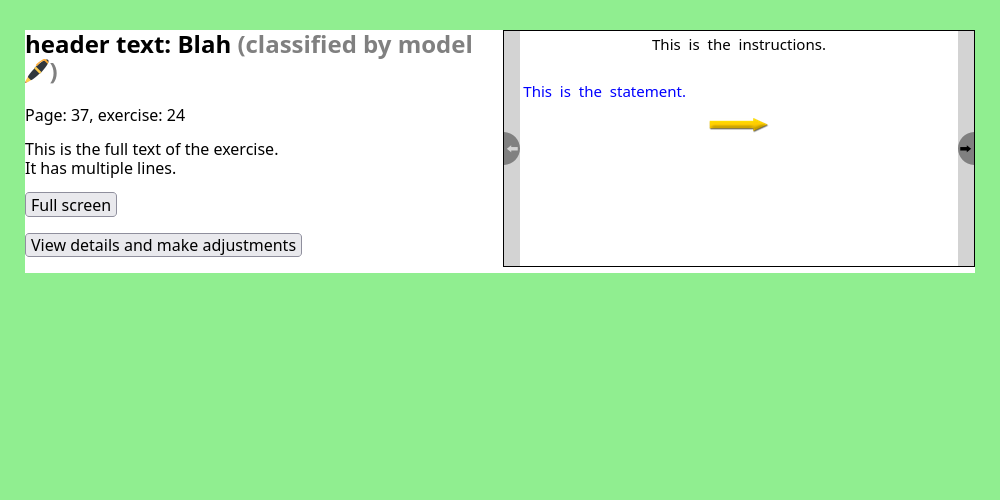 header text: Blah (classified by model
🖋)
Page: 37, exercise: 24
This is the full text of the exercise.
It has multiple lines.
Full screen
View details and make adjustments
This is the instructions.
This is the statement.